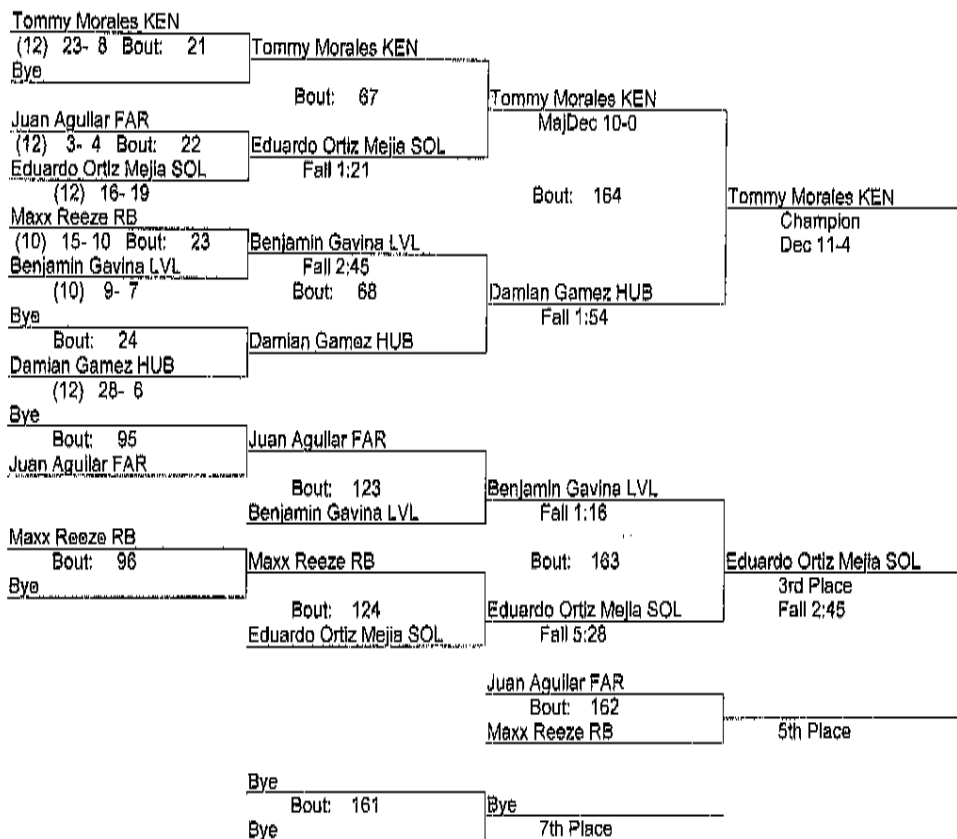 Tommy Morales KEN
(12) 23- 8 Bout: 21
Bye
Tommy Morales KEN
Bout: 67
Juan Aguilar FAR
(12) 3- 4 Bout: 22
Eduardo Ortiz Mejia SOL
(12) 16- 19
Eduardo Ortiz Mejia SOL
Fall 1:21
Tommy Morales KEN
MajDec 10-0
Bout: 164
Maxx Reeze RB
(10) 15- 10 Bout: 23
Benjamin Gavina LVL
(10) 9- 7
Benjamin Gavina LVL
Fall 2:45
Bout: 68
Bye
Bout: 24
Damian Gamez HUB
(12) 28- 6
Damian Gamez HUB
Damian Gamez HUB
Fall 1:54
Tommy Morales KEN
Champion
Dec 11-4
Bye
Bout: 95
Juan Aguilar FAR
Juan Aguilar FAR
Bout: 123
Benjamin Gavina LVL
Benjamin Gavina LVL
Fall 1:16
Bout: 163
Maxx Reeze RB
Bout: 96
Bye
Maxx Reeze RB
Bout: 124
Eduardo Ortiz Mejia SOL
Eduardo Ortiz Mejia SOL
Fall 5:28
Eduardo Ortiz Mejia SOL
3rd Place
Fall 2:45
Juan Aguilar FAR
Bout: 162
Maxx Reeze RB
5th Place
Bye
Bout: 161
Bye
Bye
7th Place